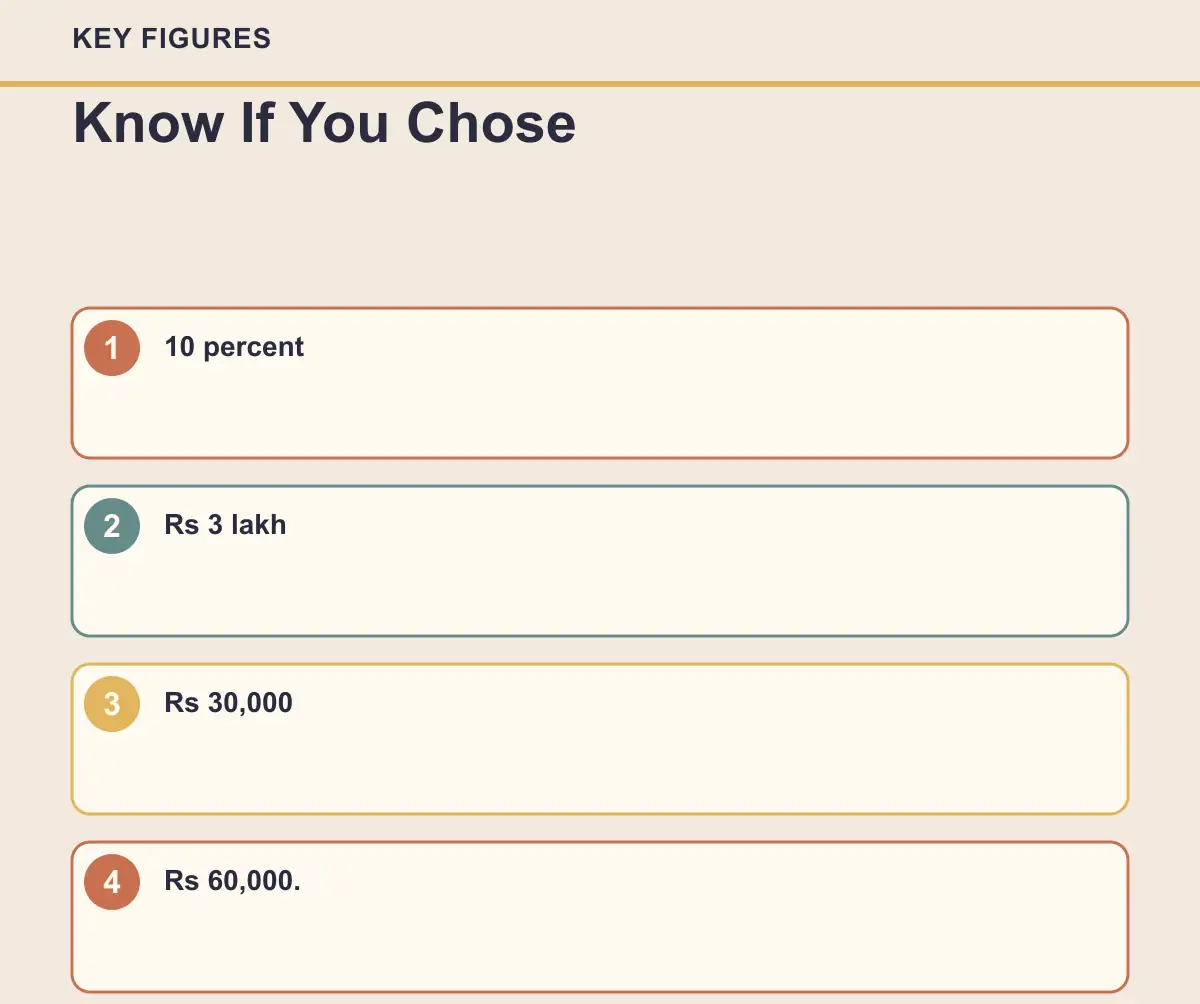 KEY FIGURES
Know If You Chose
1 10 percent
2 Rs 3 lakh
3 Rs 30,000
4 Rs 60,000.